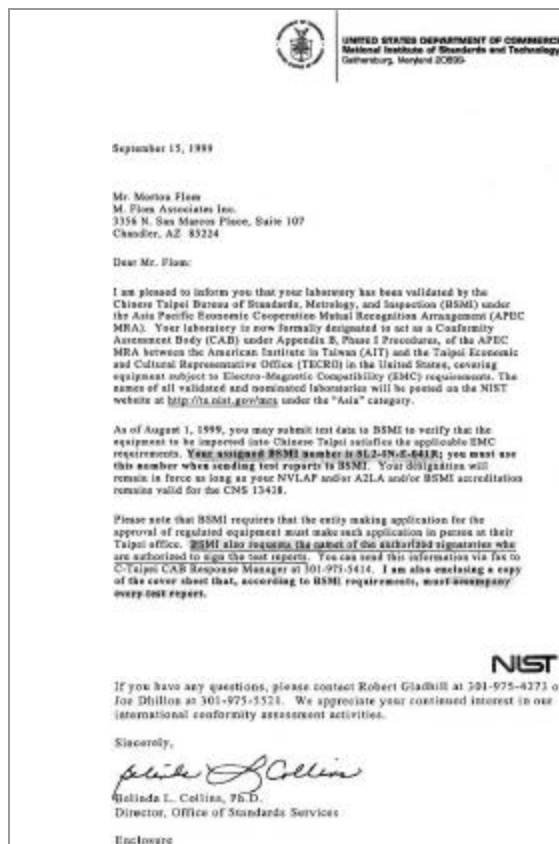 UNITED STATES DEPARTMENT OF COMMERCE
National Institute of Standards and Technology
Gaithersburg, Maryland 20899-
September 15, 1999
Mr. Morton Flom
M. Flom Associates Inc.
3356 N. San Marcos Place, Suite 107
Chandler, AZ 85224
Dear Mr. Flom:
I am pleased to inform you that your laboratory has been validated by the
Chinese Taipei Bureau of Standards, Metrology, and Inspection (BSMI) under
the Asia Pacific Economic Cooperation Mutual Recognition Arrangement (APEC
MRA). Your laboratory is now formally designated to act as a Conformity
Assessment Body (CAB) under Appendix B, Phase I Procedures, of the APEC
MRA between the American Institute in Taiwan (AIT) and the Taipei Economic
and Cultural Representative Office (TECRO) in the United States, covering
equipment subject to Electro-Magnetic Compatibility (EMC) requirements. The
names of all validated and nominated laboratories will be posted on the NIST
website at http://ts.nist.gov/mra under the "Asia" category.
As of August 1, 1999, you may submit test data to BSMI to verify that the
equipment to be imported into Chinese Taipei satisfies the applicable EMC
requirements. Your assigned BSMI number is SL2-IN-E-041R; you must use
this number when sending test reports to BSMI. Your designation will
remain in force as long as your NVLAP and/or A2LA and/or BSMI accreditation
remains valid for the CNS 13438.
Please note that BSMI requires that the entity making application for the
approval of regulated equipment must make such application in person at their
Taipei office. BSMI also requests the names of the authorized signatories who
are authorized to sign the test reports. You can send this information via fax to
C-Taipei CAB Response Manager at 301-975-5414. I am also enclosing a copy
of the cover sheet that, according to BSMI requirements, must accompany
every test report.
NIST
If you have any questions, please contact Robert Gladhill at 301-975-4273 o
Joe Dhillon at 301-975-5521. We appreciate your continued interest in our
international conformity assessment activities.
Sincerely,
Belinda L. Collins
Belinda L. Collins, Ph.D.
Director, Office of Standards Services
Enclosure